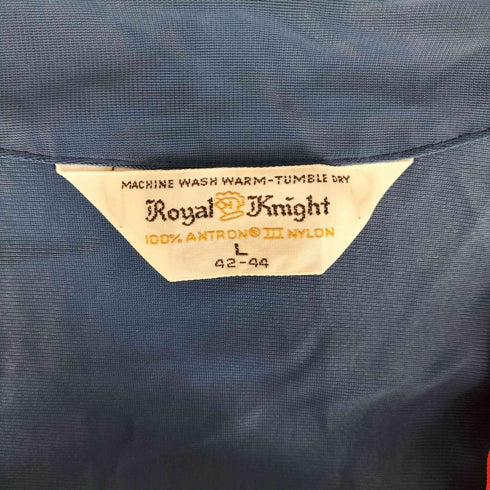 MACHINE WASH WARM-TUMBLE DRY
Royal Knight
100% ANTRON® III NYLON
L
42-44